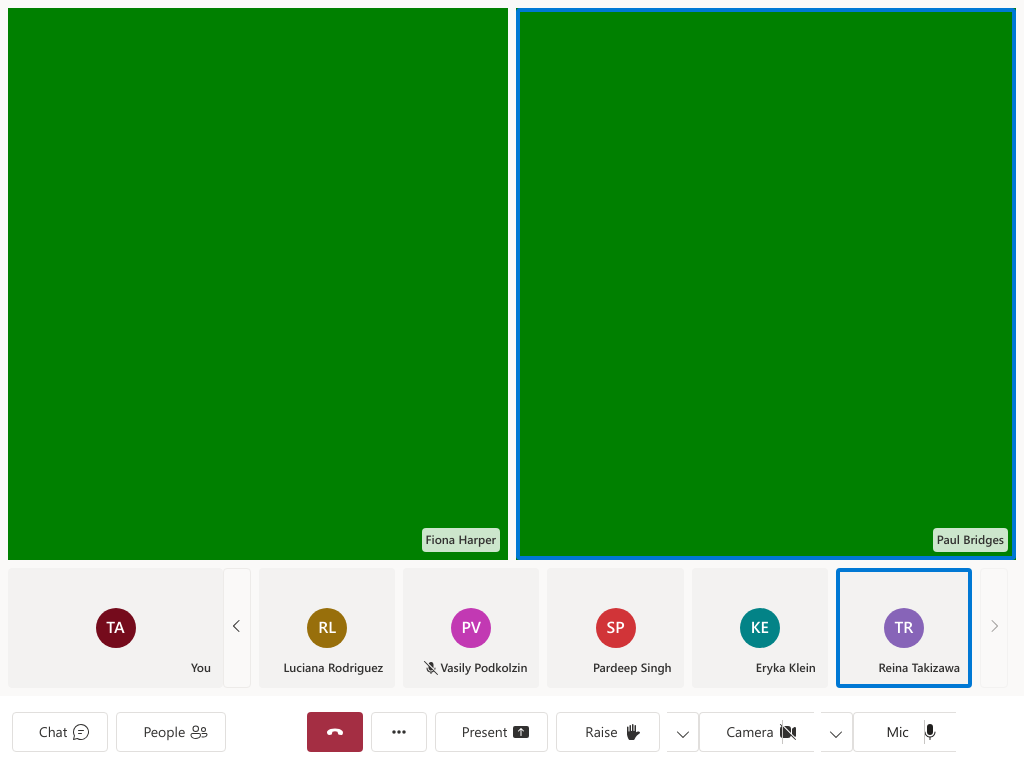 Fiona Harper
Paul Bridges
TA
You
RL
Luciana Rodriguez
PV
Vasily Podkolzin
SP
Pardeep Singh
KE
Eryka Klein
TR
Reina Takizawa
Chat
People
Present
Raise
Camera
Mic